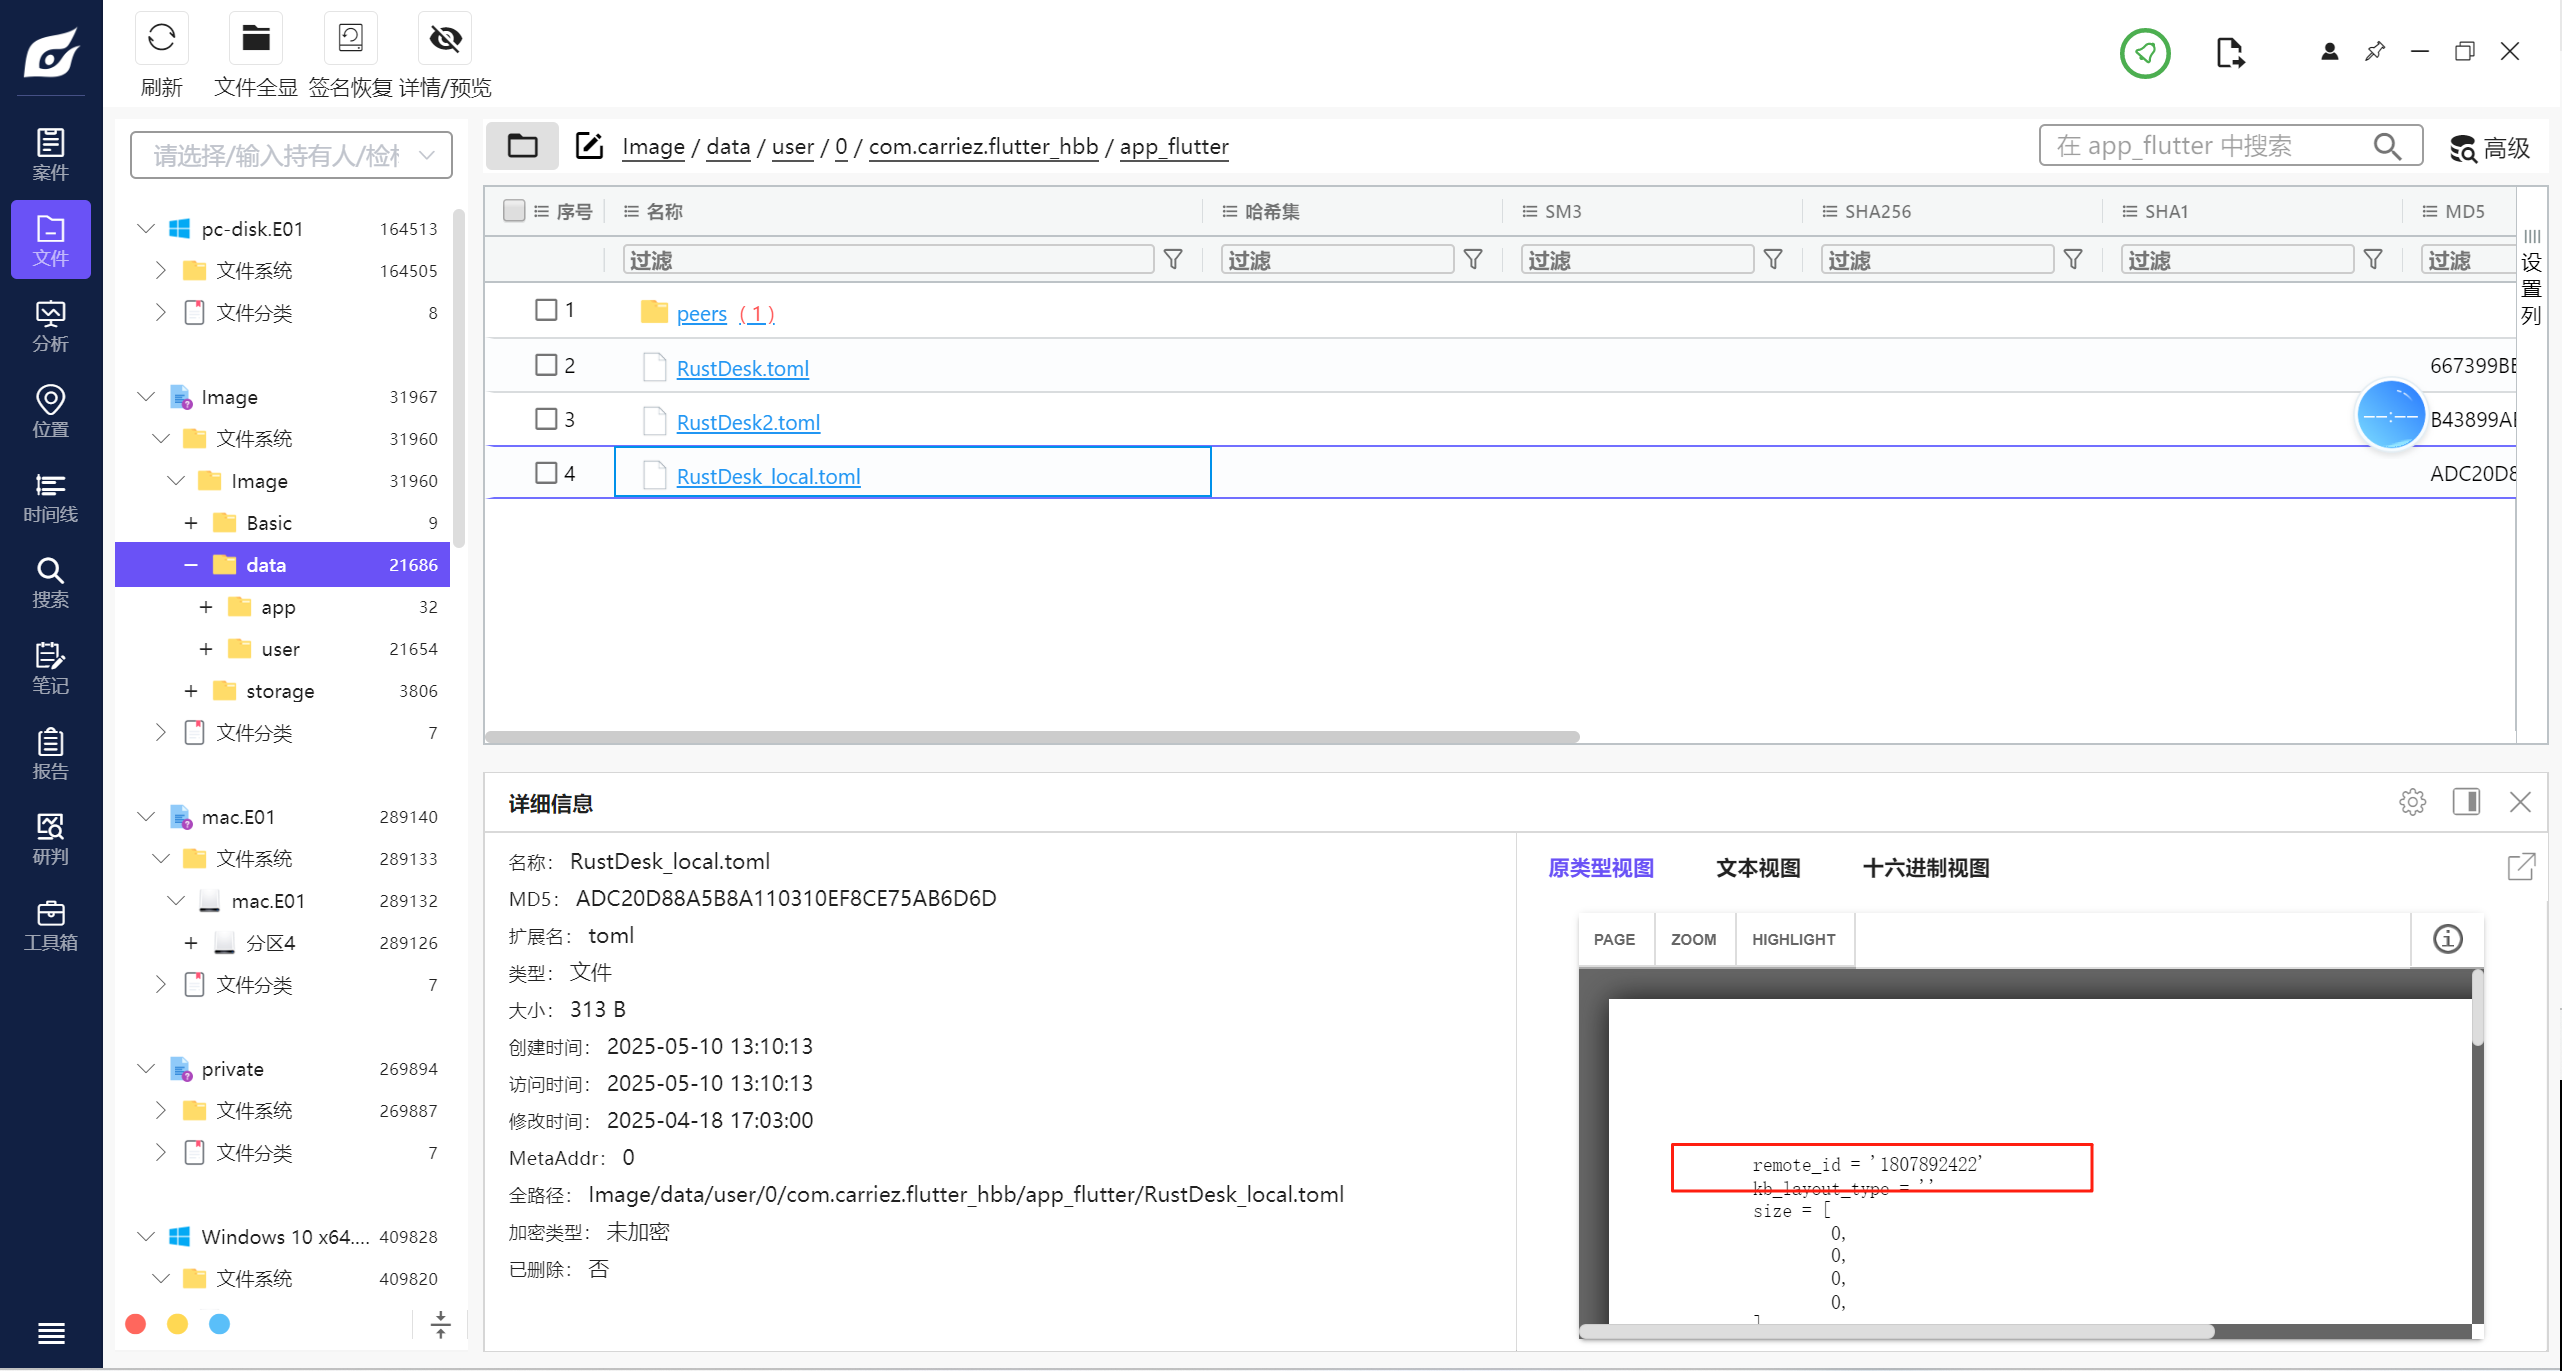 刷新
文件全显
签名恢复
详情/预览
案件
文件
分析
位置
时间线
搜索
笔记
报告
研判
工具箱
请选择/输入持有人/检
pc-disk.E01 164513
文件系统 164505
文件分类 8
Image 31967
文件系统 31960
Image 31960
Basic 9
data 21686
app 32
user 21654
storage 3806
文件分类 7
mac.E01 289140
文件系统 289133
mac.E01 289132
分区4 289126
文件分类 7
private 269894
文件系统 269887
文件分类 7
Windows 10 x64.... 409828
文件系统 409820
Image / data / user / 0 / com.carriez.flutter_hbb / app_flutter
在 app_flutter 中搜索
高级
序号 名称 哈希集 SM3 SHA256 SHA1 MD5
过滤 过滤 过滤 过滤 过滤 过滤
设置列
1 peers (1)
2 RustDesk.toml 667399BE
3 RustDesk2.toml B43899A
4 RustDesk_local.toml ADC20D8
--:--
详细信息
名称: RustDesk_local.toml
MD5: ADC20D88A5B8A110310EF8CE75AB6D6D
扩展名: toml
类型: 文件
大小: 313 B
创建时间: 2025-05-10 13:10:13
访问时间: 2025-05-10 13:10:13
修改时间: 2025-04-18 17:03:00
MetaAddr: 0
全路径: Image/data/user/0/com.carriez.flutter_hbb/app_flutter/RustDesk_local.toml
加密类型: 未加密
已删除: 否
原类型视图 文本视图 十六进制视图
PAGE ZOOM HIGHLIGHT
remote_id = '1807892422'
kb_layout_type = ''
size = [
0,
0,
0,
0,
]